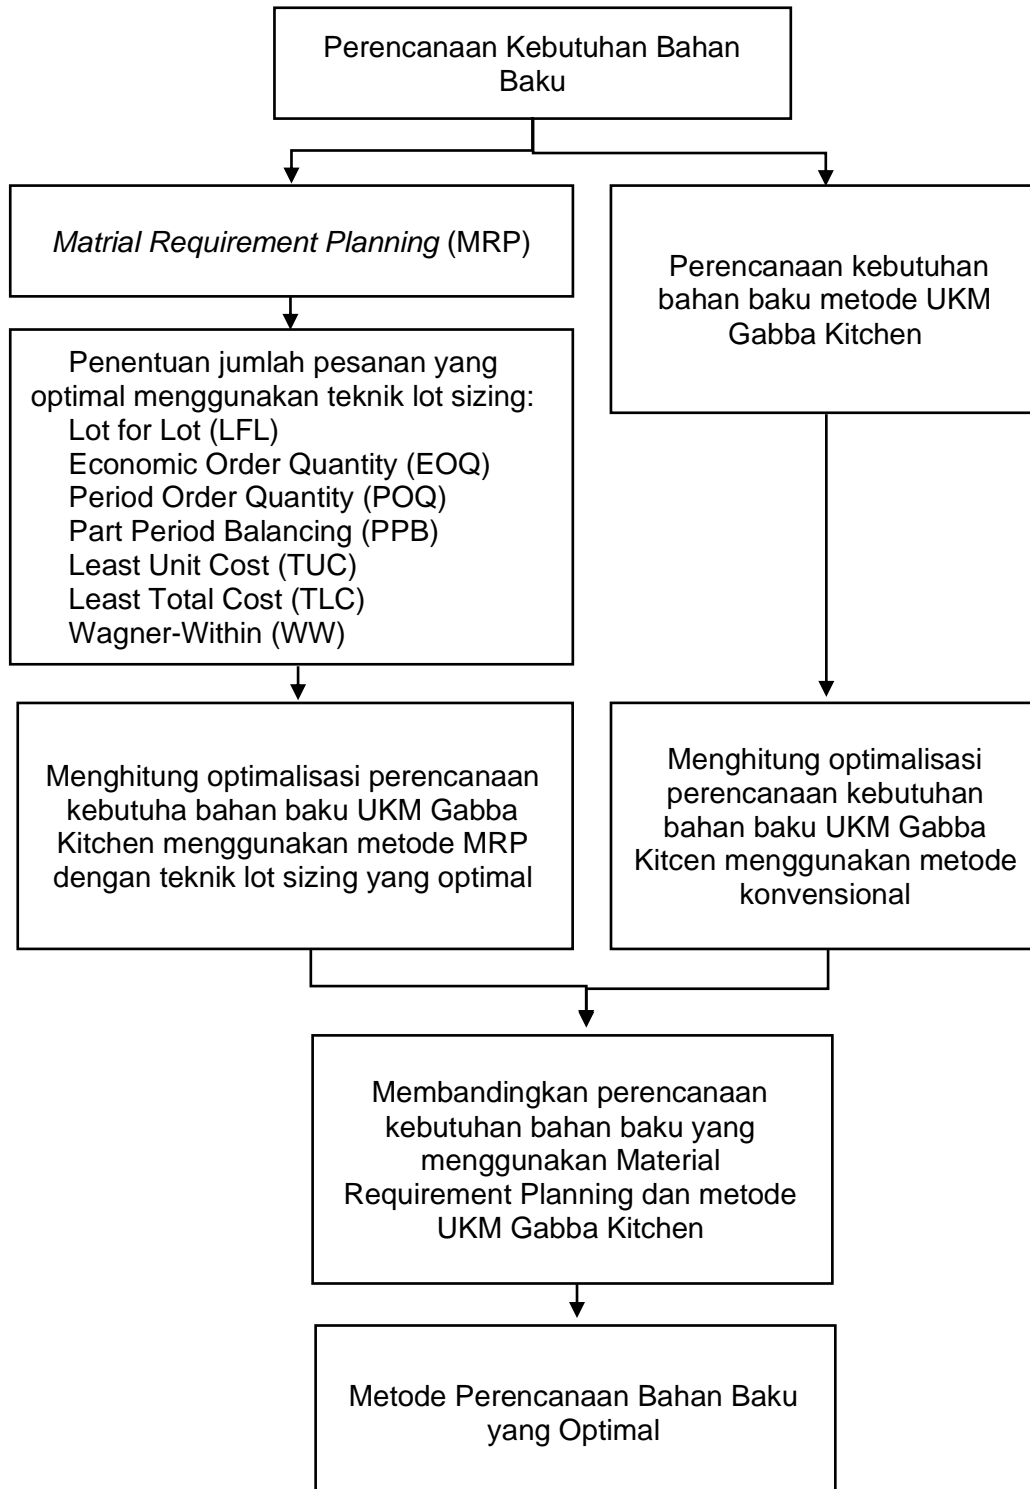 Perencanaan Kebutuhan Bahan
Baku
Matrial Requirement Planning (MRP)
Perencanaan kebutuhan
bahan baku metode UKM
Gabba Kitchen
Penentuan jumlah pesanan yang
optimal menggunakan teknik lot sizing:
Lot for Lot (LFL)
Economic Order Quantity (EOQ)
Period Order Quantity (POQ)
Part Period Balancing (PPB)
Least Unit Cost (TUC)
Least Total Cost (TLC)
Wagner-Within (WW)
Menghitung optimalisasi perencanaan
kebutuha bahan baku UKM Gabba
Kitchen menggunakan metode MRP
dengan teknik lot sizing yang optimal
Menghitung optimalisasi
perencanaan kebutuhan
bahan baku UKM Gabba
Kitcen menggunakan metode
konvensional
Membandingkan perencanaan
kebutuhan bahan baku yang
menggunakan Material
Requirement Planning dan metode
UKM Gabba Kitchen
Metode Perencanaan Bahan Baku
yang Optimal